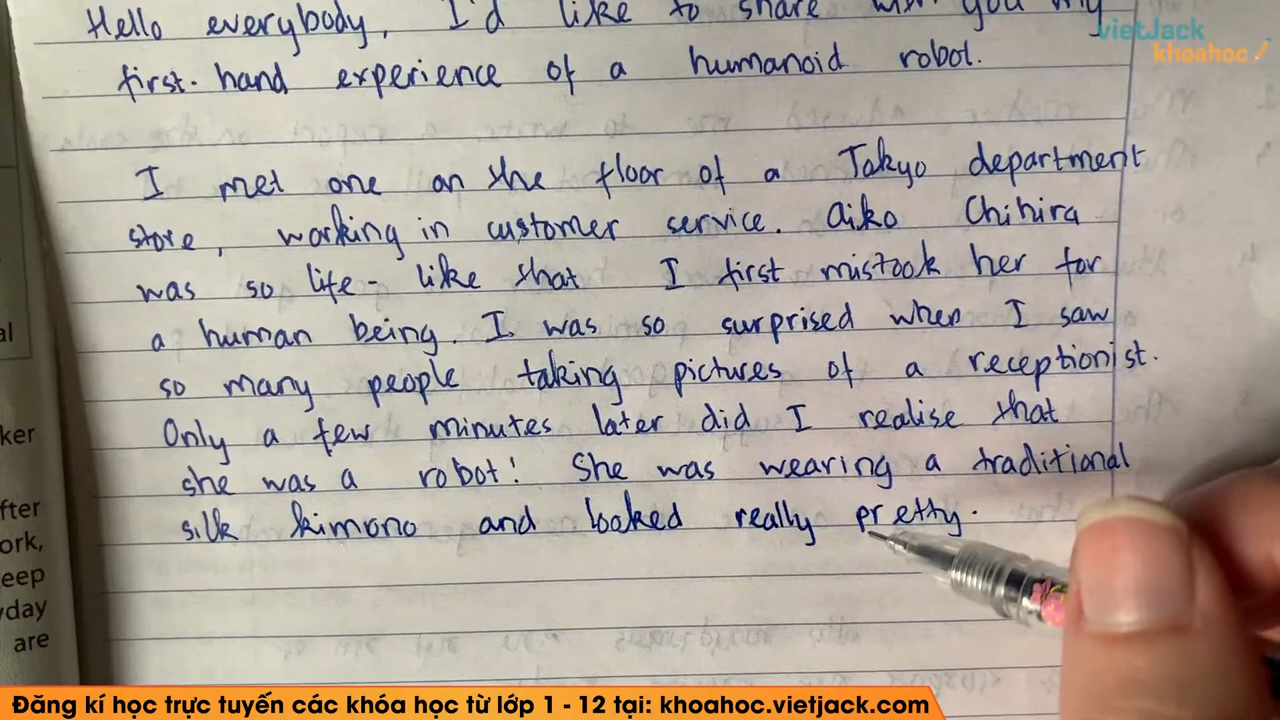 Hello everybody, I'd like to share with you my
first-hand experience of a humanoid robot.
I met one on the floor of a Tokyo department
store, working in customer service. Aiko Chihira
was so life-like that I first mistook her for
a human being. I was so surprised when I saw
so many people taking pictures of a receptionist.
Only a few minutes later did I realise that
she was a robot! She was wearing a traditional
silk kimono and looked really pretty.
vietJack
khoahoc
al
ker
fter
ork,
eep
yday
are
Đăng kí học trực tuyến các khóa học từ lớp 1 - 12 tại: khoahoc.vietjack.com